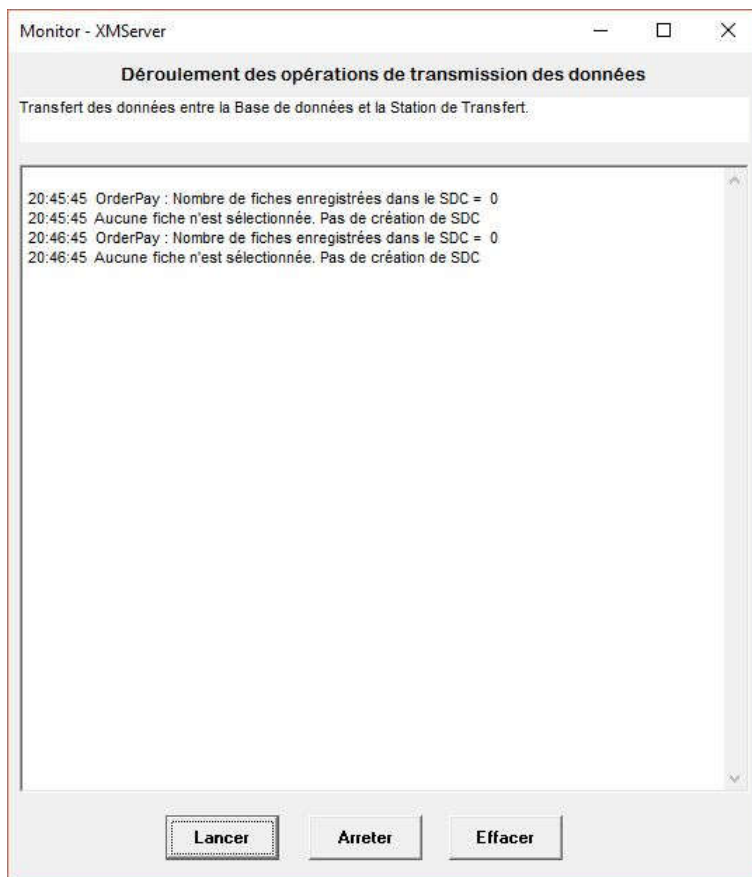 Monitor - XMServer
Déroulement des opérations de transmission des données
Transfert des données entre la Base de données et la Station de Transfert.
20:45:45 OrderPay : Nombre de fiches enregistrées dans le SDC = 0
20:45:45 Aucune fiche n'est sélectionnée. Pas de création de SDC
20:46:45 OrderPay : Nombre de fiches enregistrées dans le SDC = 0
20:46:45 Aucune fiche n'est sélectionnée. Pas de création de SDC
Lancer Arreter Effacer